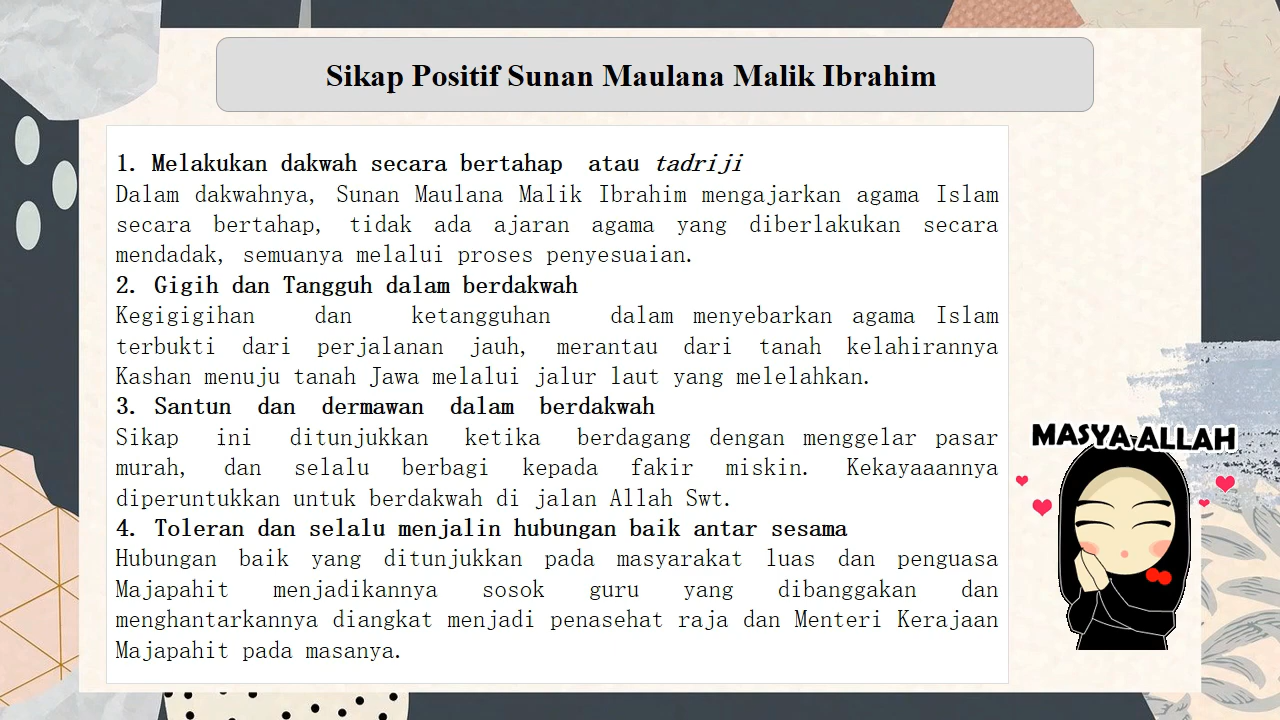 Sikap Positif Sunan Maulana Malik Ibrahim
1. Melakukan dakwah secara bertahap atau tadriji
Dalam dakwahnya, Sunan Maulana Malik Ibrahim mengajarkan agama Islam
secara bertahap, tidak ada ajaran agama yang diberlakukan secara
mendadak, semuanya melalui proses penyesuaian.
2. Gigih dan Tangguh dalam berdakwah
Kegigigihan dan ketangguhan dalam menyebarkan agama Islam
terbukti dari perjalanan jauh, merantau dari tanah kelahirannya
Kashan menuju tanah Jawa melalui jalur laut yang melelahkan.
3. Santun dan dermawan dalam berdakwah
Sikap ini ditunjukkan ketika berdagang dengan menggelar pasar
murah, dan selalu berbagi kepada fakir miskin. Kekayaaannya
diperuntukkan untuk berdakwah di jalan Allah Swt.
4. Toleran dan selalu menjalin hubungan baik antar sesama
Hubungan baik yang ditunjukkan pada masyarakat luas dan penguasa
Majapahit menjadikannya sosok guru yang dibanggakan dan
menghantarkannya diangkat menjadi penasehat raja dan Menteri Kerajaan
Majapahit pada masanya.
MASYA ALLAH